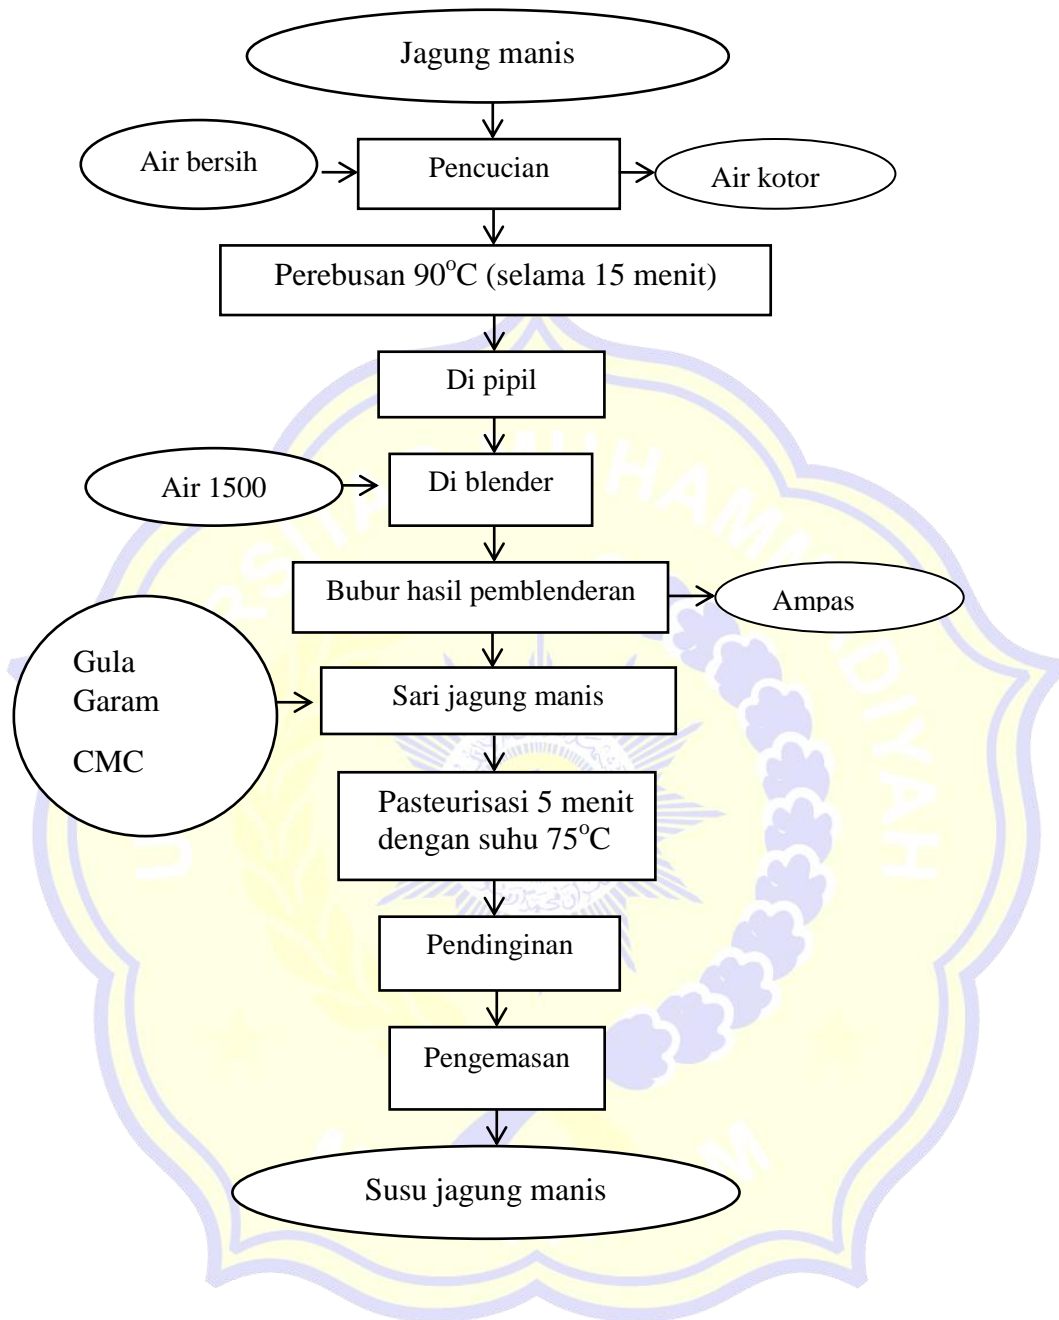 Jagung manis
Air bersih
Pencucian
Air kotor
Perebusan 90°C (selama 15 menit)
Di pipil
Air 1500
Di blender
Bubur hasil pemblenderan
Ampas
Gula
Garam
CMC
Sari jagung manis
Pasteurisasi 5 menit
dengan suhu 75°C
Pendinginan
Pengemasan
Susu jagung manis